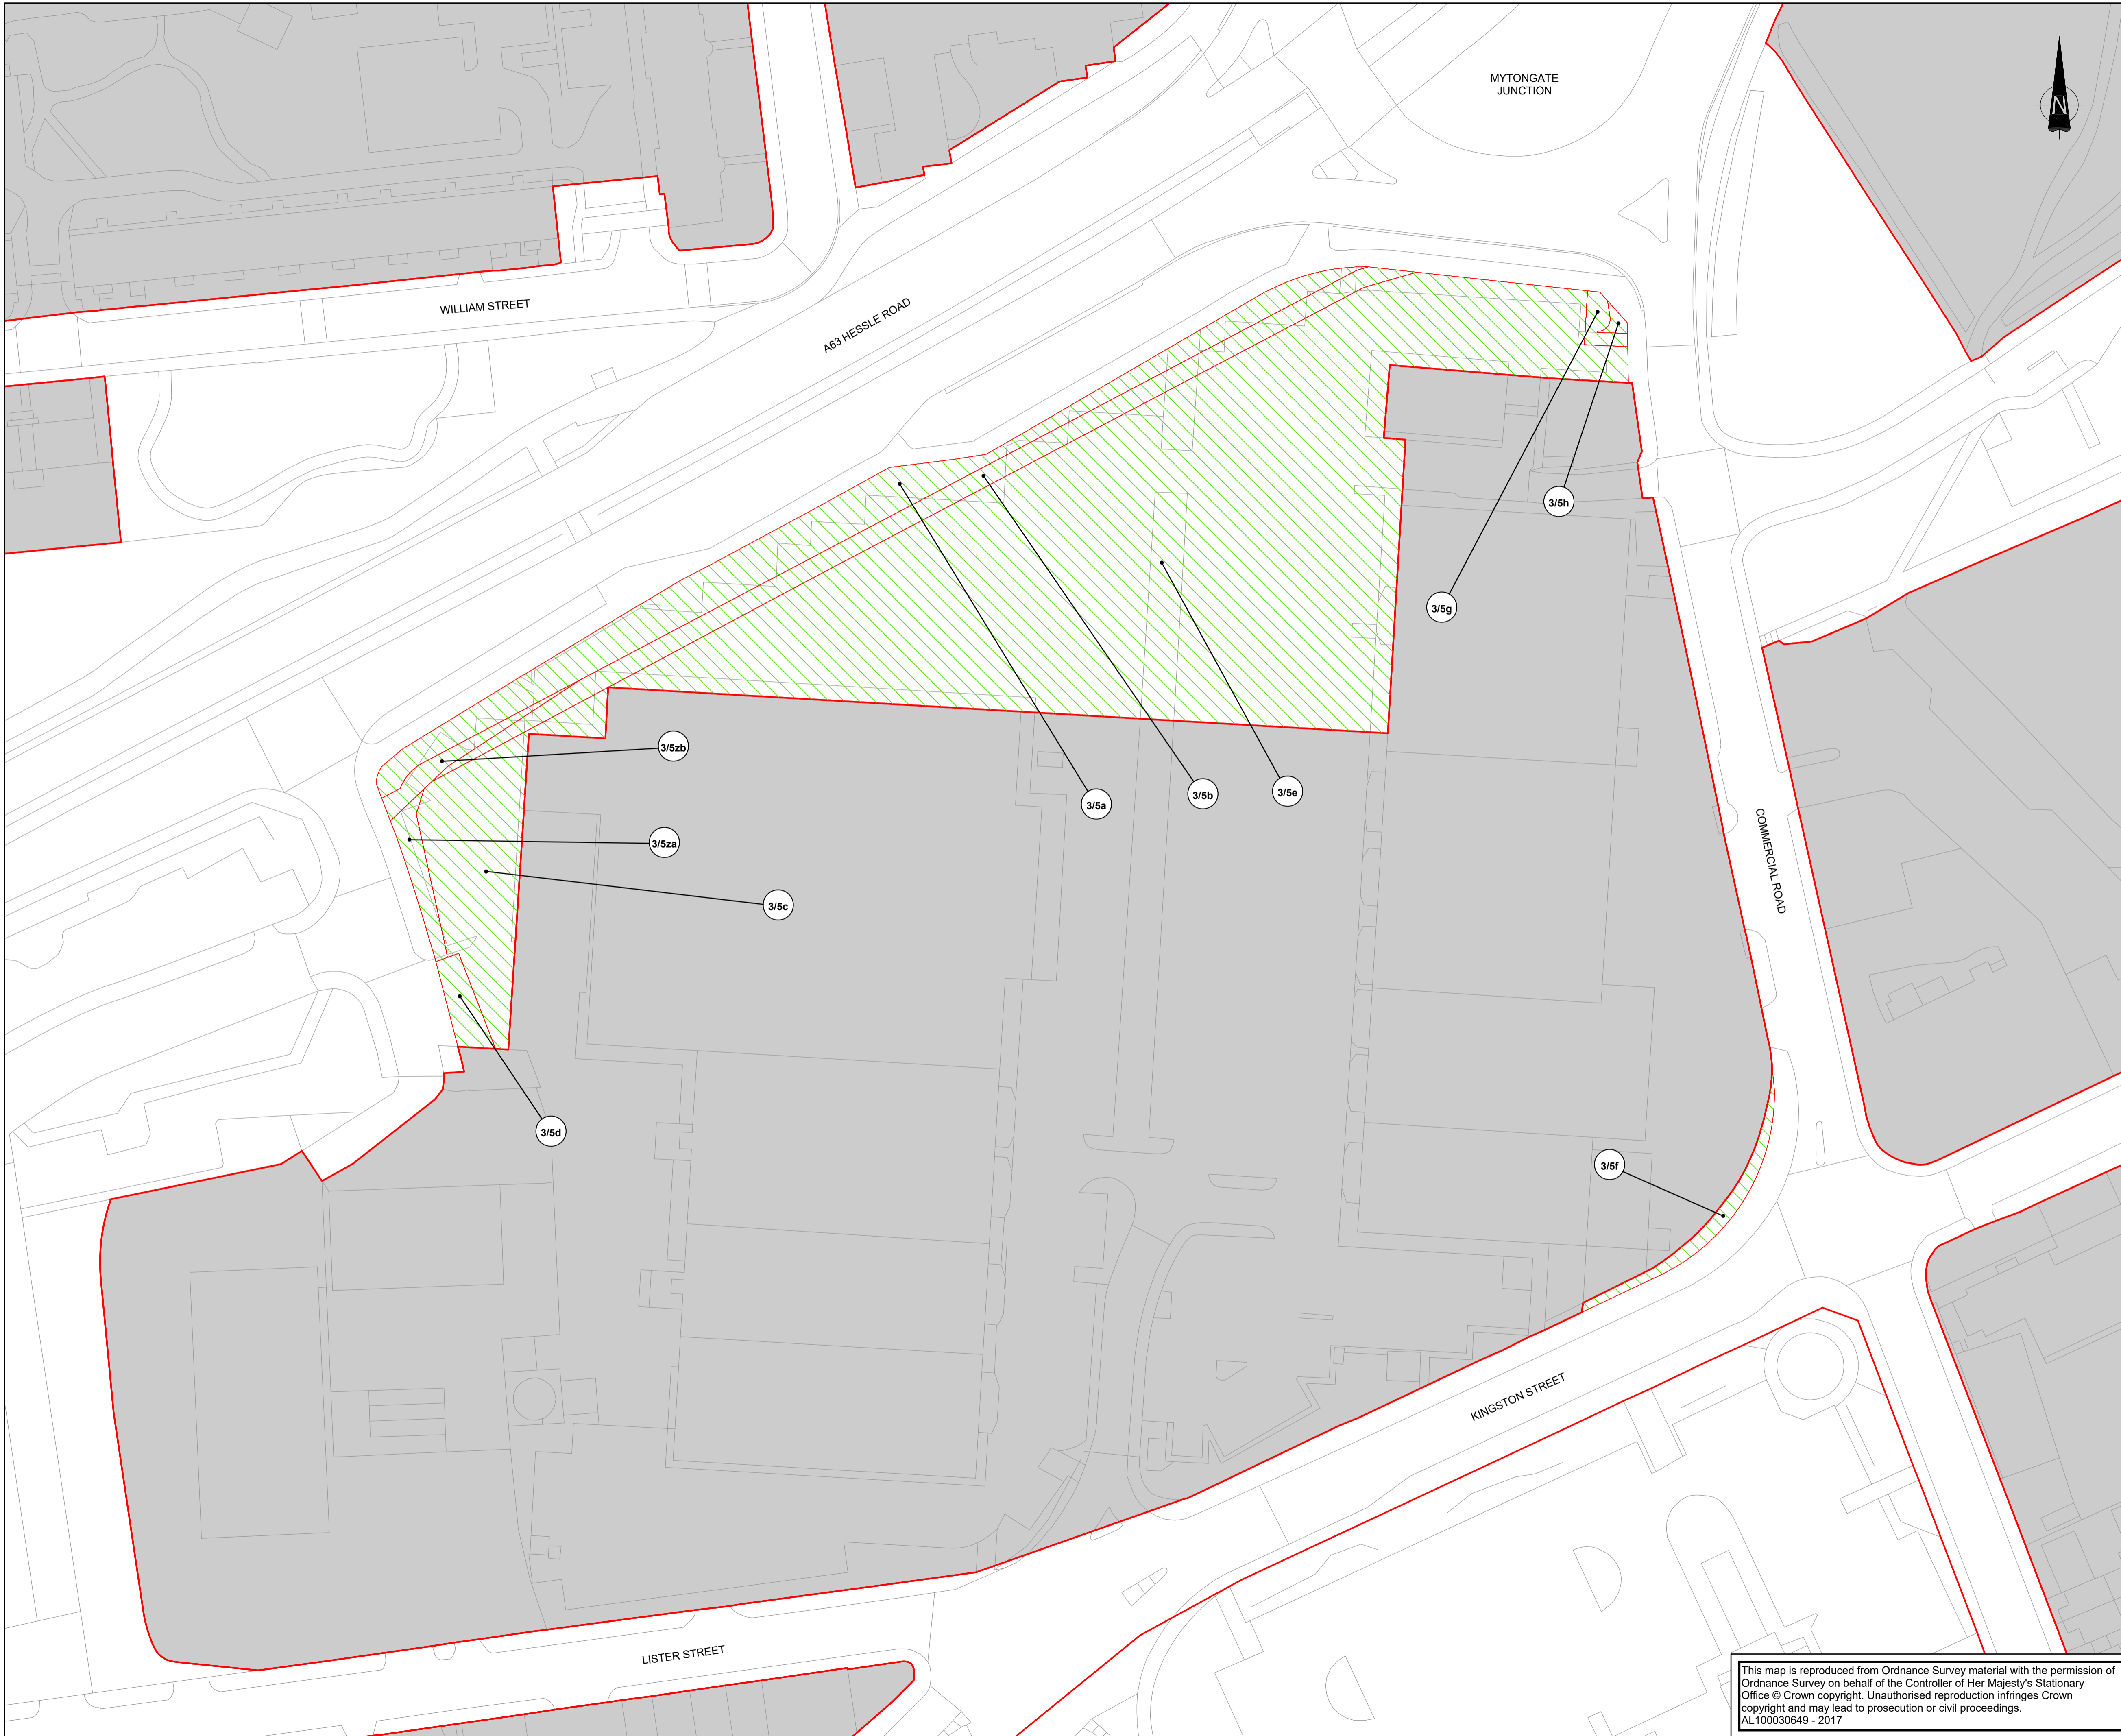 MYTONGATE
JUNCTION
N
WILLIAM STREET
A63 HESSLE ROAD
3/5h
3/5g
3/5zb
3/5a
3/5b
3/5e
3/5za
3/5c
COMMERCIAL ROAD
3/5d
3/5f
KINGSTON STREET
LISTER STREET
This map is reproduced from Ordnance Survey material with the permission of
Ordnance Survey on behalf of the Controller of Her Majesty's Stationary
Office © Crown copyright. Unauthorised reproduction infringes Crown
copyright and may lead to prosecution or civil proceedings.
AL100030649 - 2017